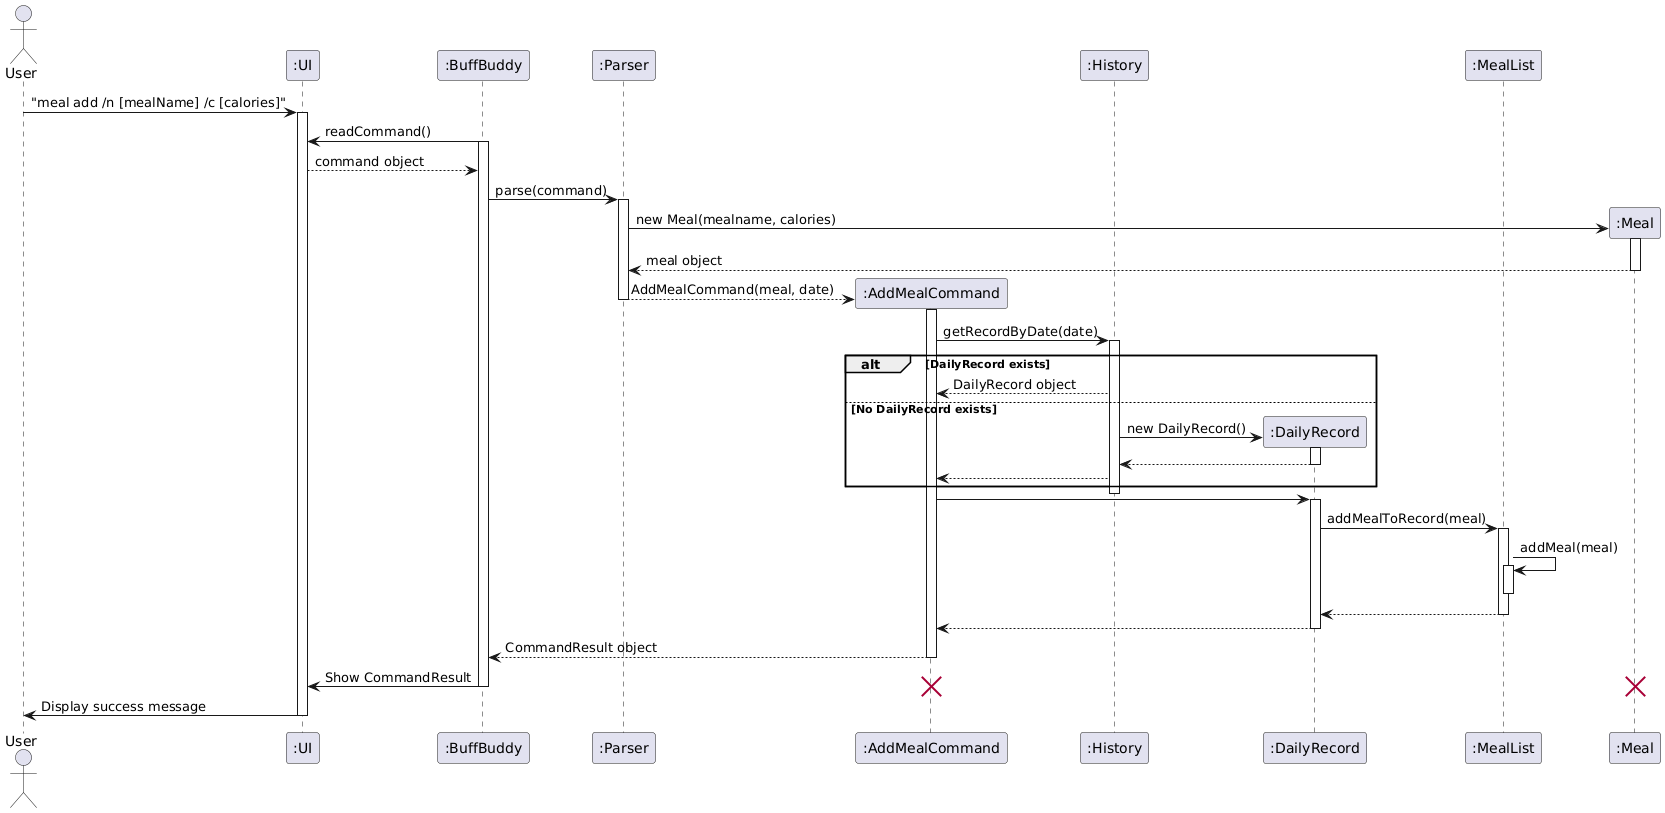 User
:UI
:BuffBuddy
:Parser
:History
:MealList
"meal add /n [mealName] /c [calories]"
readCommand()
command object
parse(command)
new Meal(mealname, calories)
:Meal
meal object
AddMealCommand(meal, date)
:AddMealCommand
getRecordByDate(date)
alt
[DailyRecord exists]
DailyRecord object
[No DailyRecord exists]
new DailyRecord()
:DailyRecord
addMealToRecord(meal)
addMeal(meal)
CommandResult object
Show CommandResult
Display success message
User
:UI
:BuffBuddy
:Parser
:AddMealCommand
:History
:DailyRecord
:MealList
:Meal